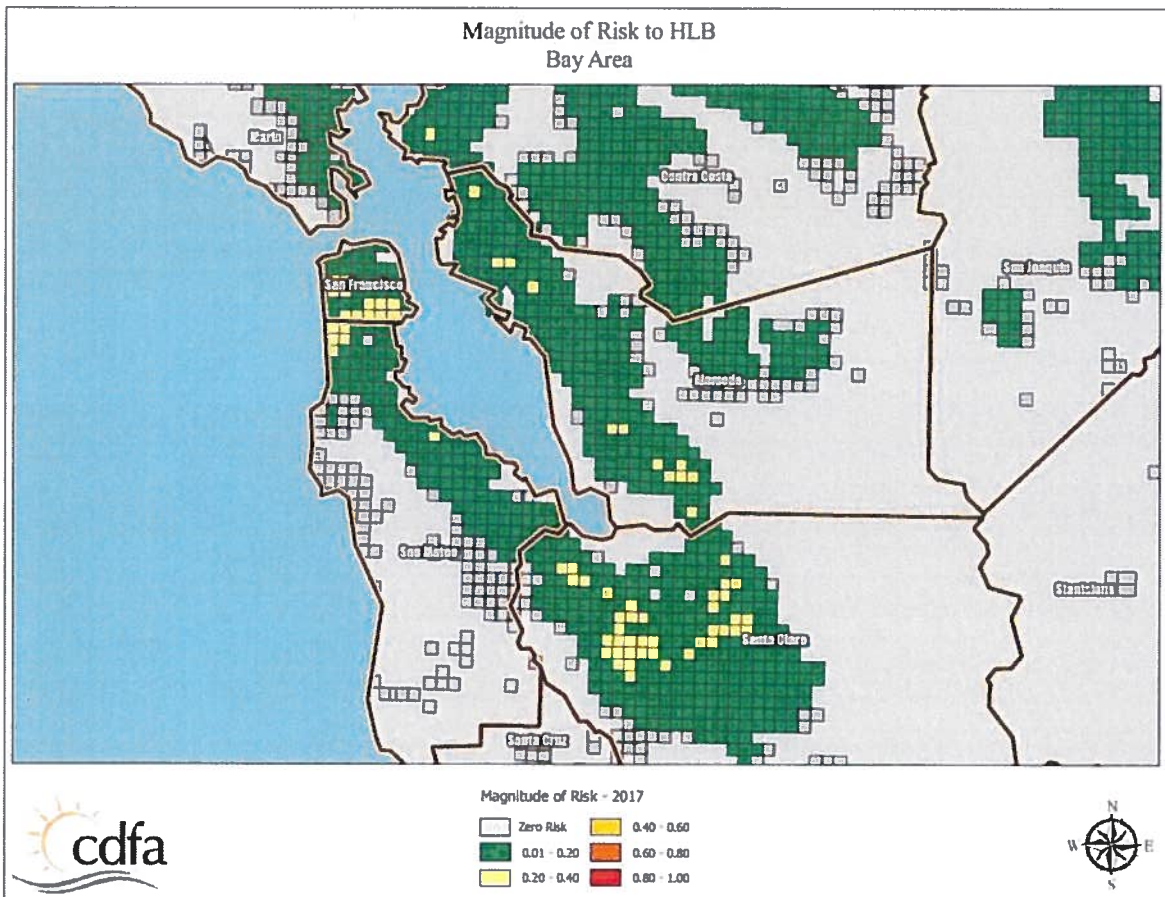 Magnitude of Risk to HLB
Bay Area
Marin
Contra Costa
San Francisco
San Joaquin
Alameda
San Mateo
Stanislaus
Santa Clara
Santa Cruz
Magnitude of Risk - 2017
Zero Risk
0.40 - 0.60
0.01 - 0.20
0.60 - 0.80
0.20 - 0.40
0.80 - 1.00
cdfa
N
W E
S